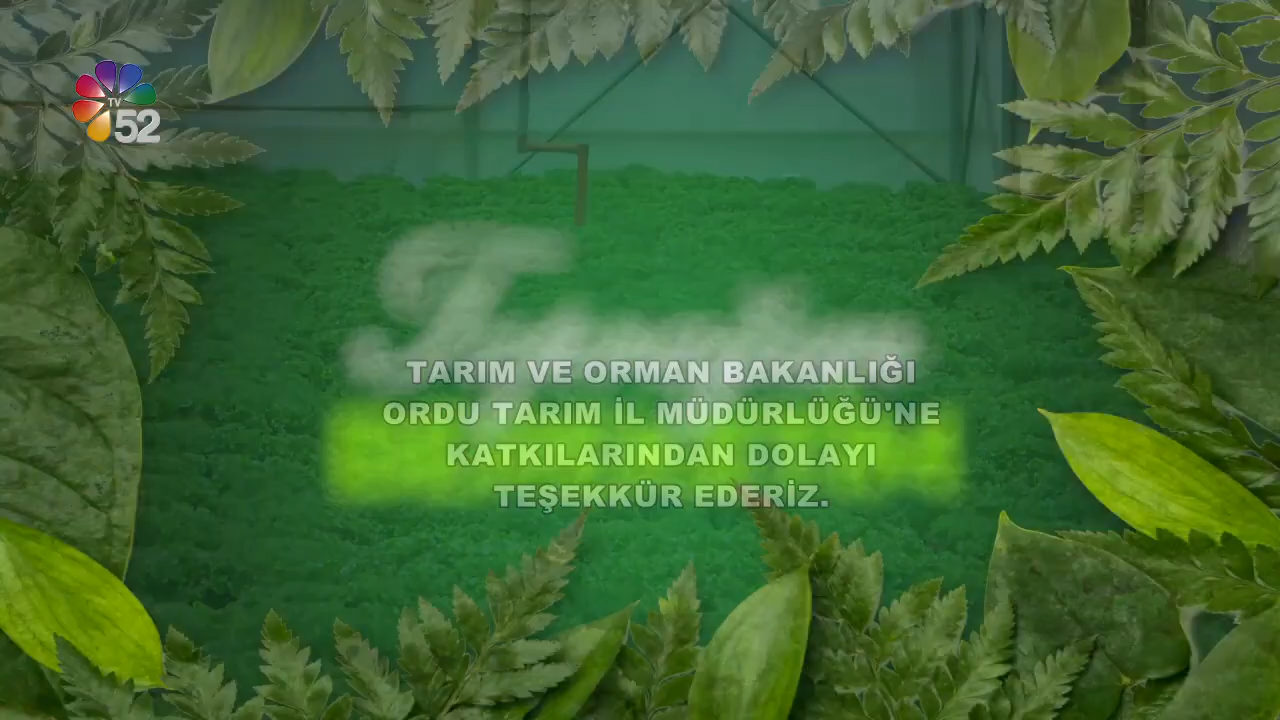 TV
52
TARIM VE ORMAN BAKANLIĞI
ORDU TARIM İL MÜDÜRLÜĞÜ'NE
KATKILARINDAN DOLAYI
TEŞEKKÜR EDERİZ.